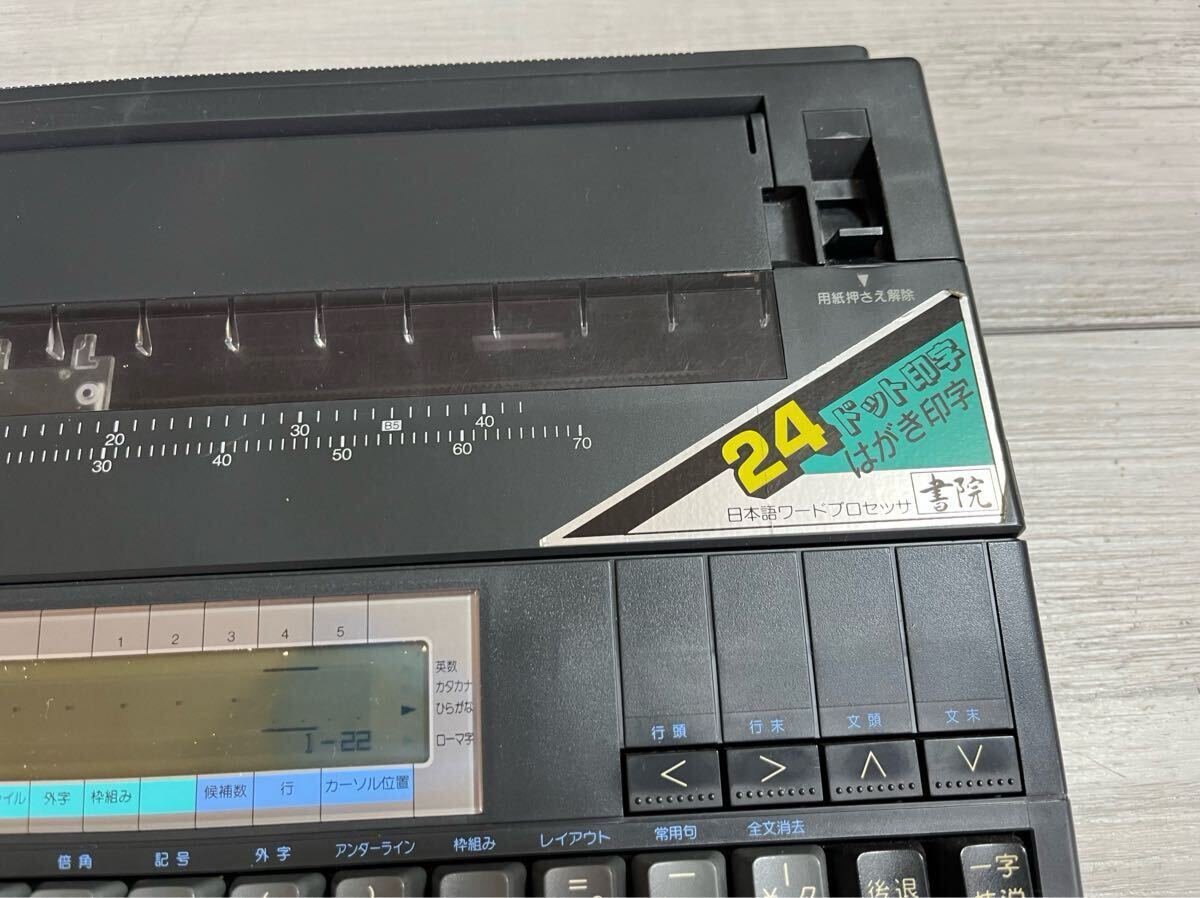 用紙押さえ解除
24
ドット印字
はがき印字
日本語ワードプロセッサ 書院
20 30 B5 40
30 40 50 60 70
1 2 3 4 5
英数
カタカナ
ひらがな
ローマ字
1-22
イル 外字 枠組み 候補数 行 カーソル位置
行頭 行末 文頭 文末
< > ∧ ∨
倍角 記号 外字 アンダーライン 枠組み レイアウト 常用句 全文消去
( ) = ー | ¥ 後退 一字